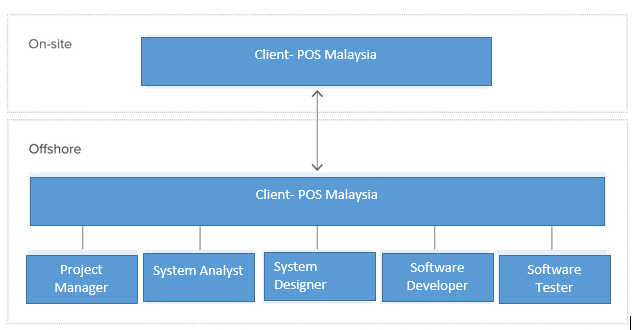 On-site
Client- POS Malaysia
Offshore
Client- POS Malaysia
Project
Manager
System Analyst
System
Designer
Software
Developer
Software
Tester